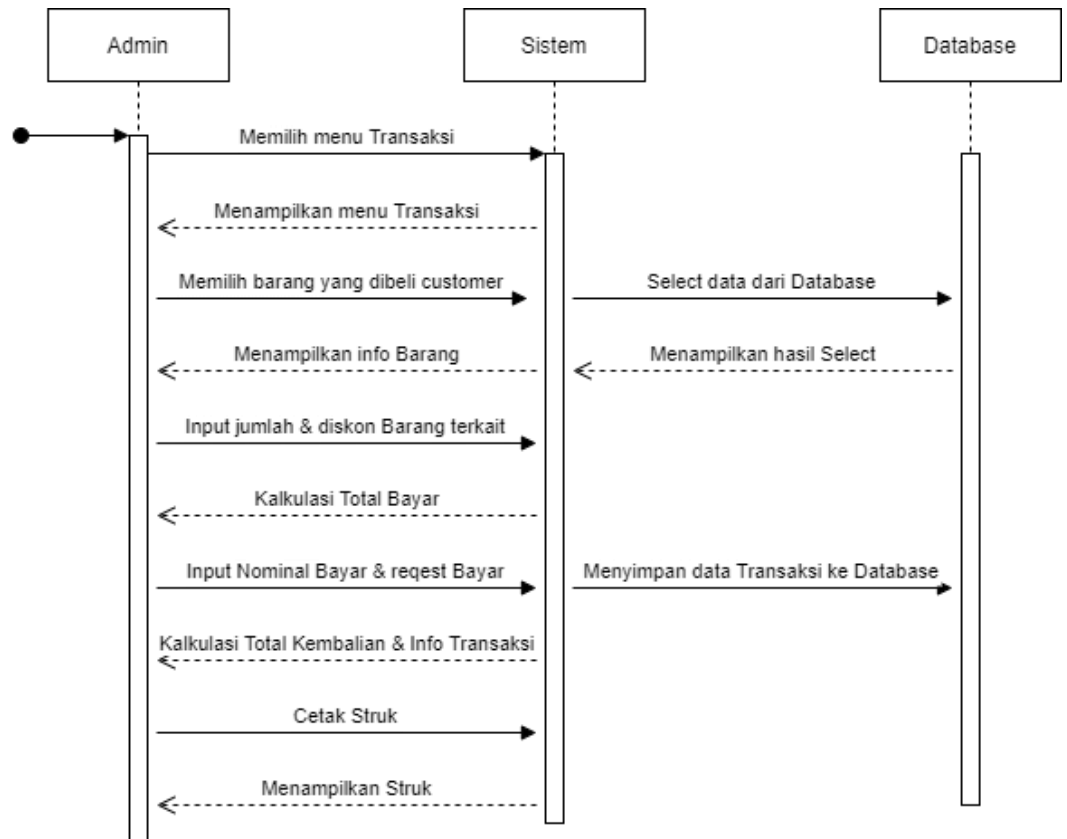 Admin
Sistem
Database
Memilih menu Transaksi
Menampilkan menu Transaksi
Memilih barang yang dibeli customer
Select data dari Database
Menampilkan info Barang
Menampilkan hasil Select
Input jumlah & diskon Barang terkait
Kalkulasi Total Bayar
Input Nominal Bayar & reqest Bayar
Menyimpan data Transaksi ke Database
Kalkulasi Total Kembalian & Info Transaksi
Cetak Struk
Menampilkan Struk